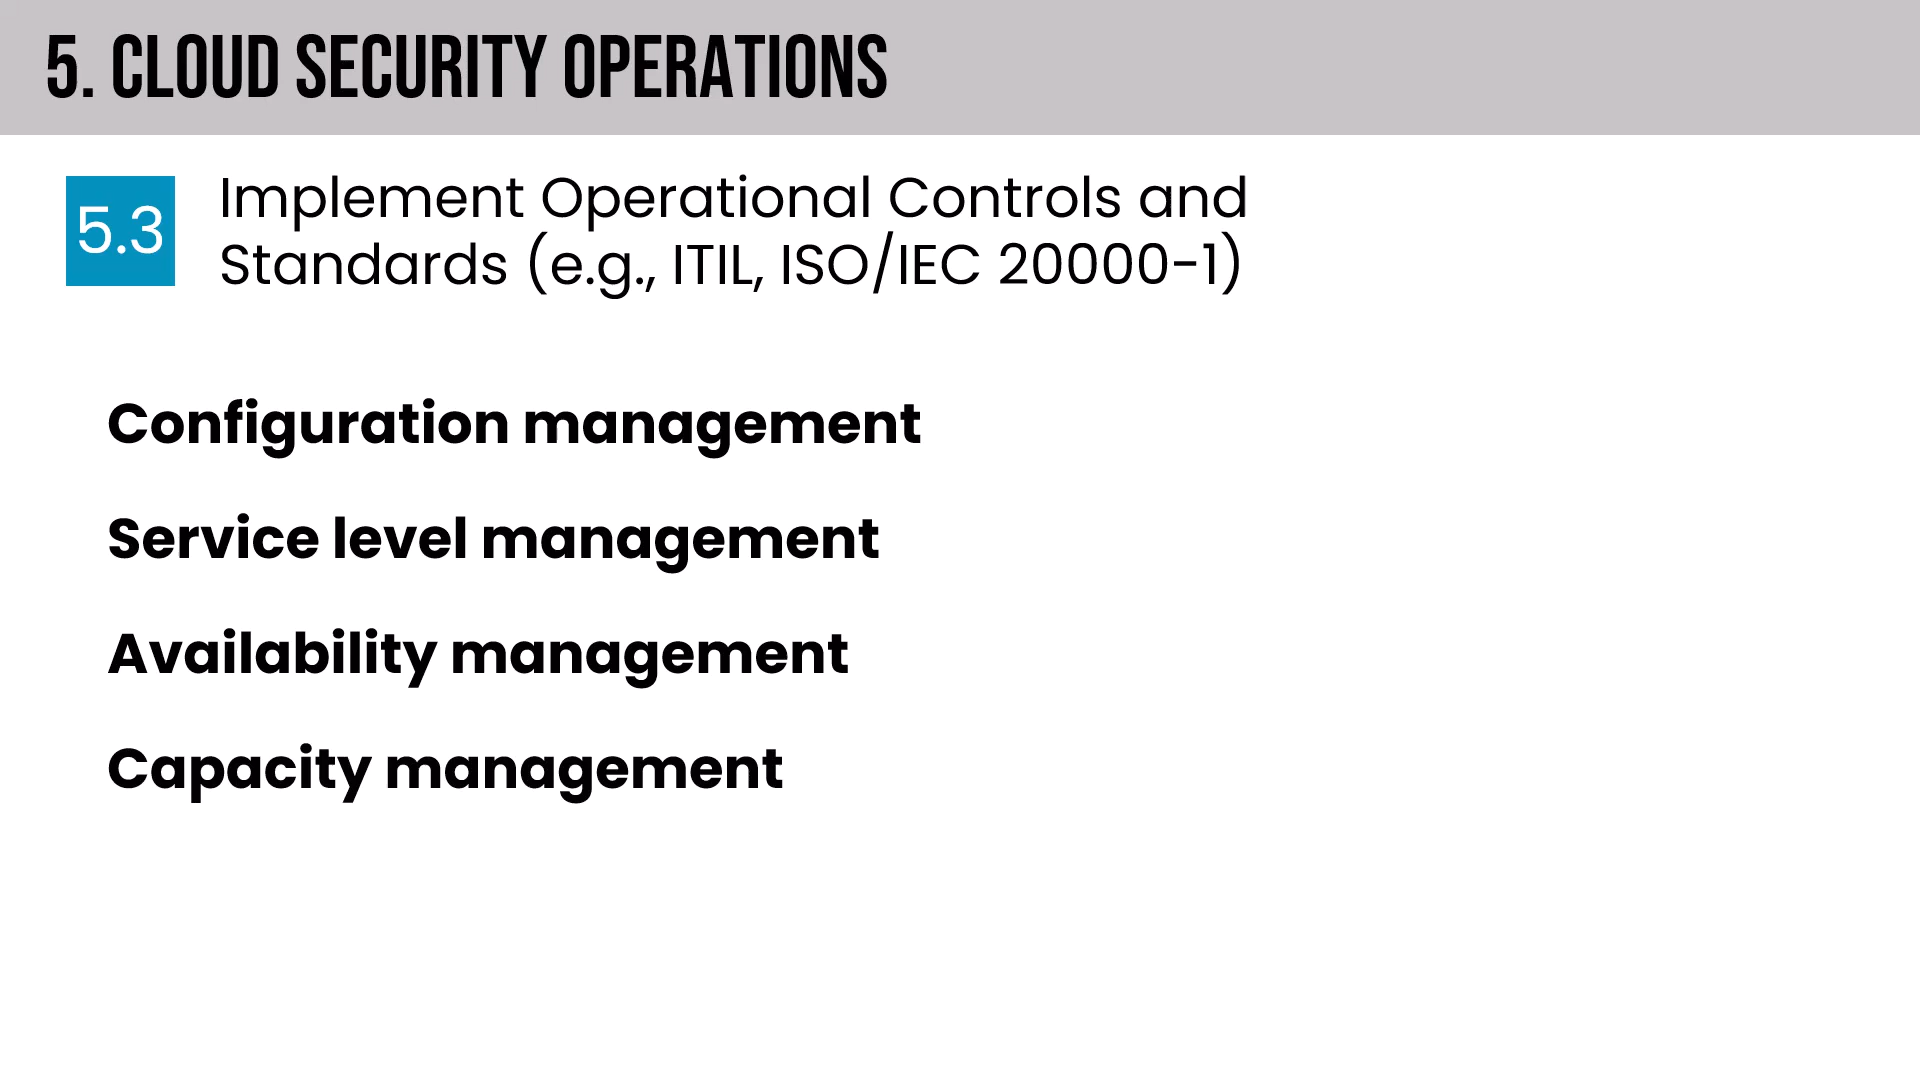 5. CLOUD SECURITY OPERATIONS
5.3
Implement Operational Controls and
Standards (e.g., ITIL, ISO/IEC 20000-1)
Configuration management
Service level management
Availability management
Capacity management